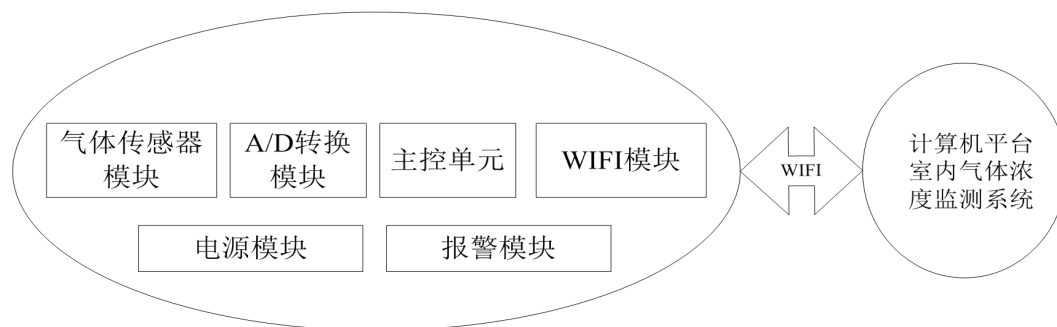 气体传感器
模块
A/D转换
模块
主控单元
WIFI模块
电源模块
报警模块
WIFI
计算机平台
室内气体浓
度监测系统